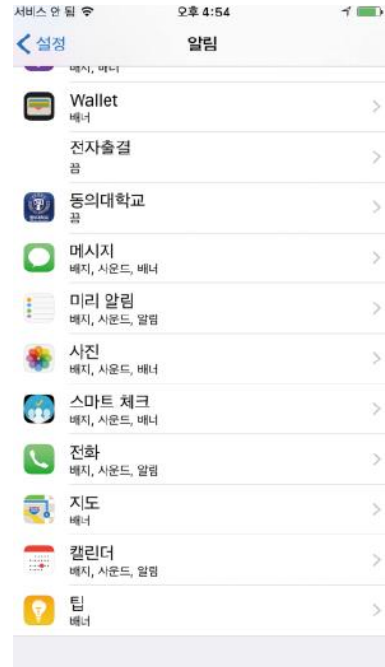 서비스 안 됨
오후 4:54
설정
알림
배지, 배너
Wallet
배너
전자출결
끔
동의대학교
끔
메시지
배지, 사운드, 배너
미리 알림
배지, 사운드, 알림
사진
배지, 사운드, 배너
스마트 체크
배지, 사운드, 배너
전화
배지, 사운드, 알림
지도
배너
캘린더
배지, 사운드, 알림
팁
배너